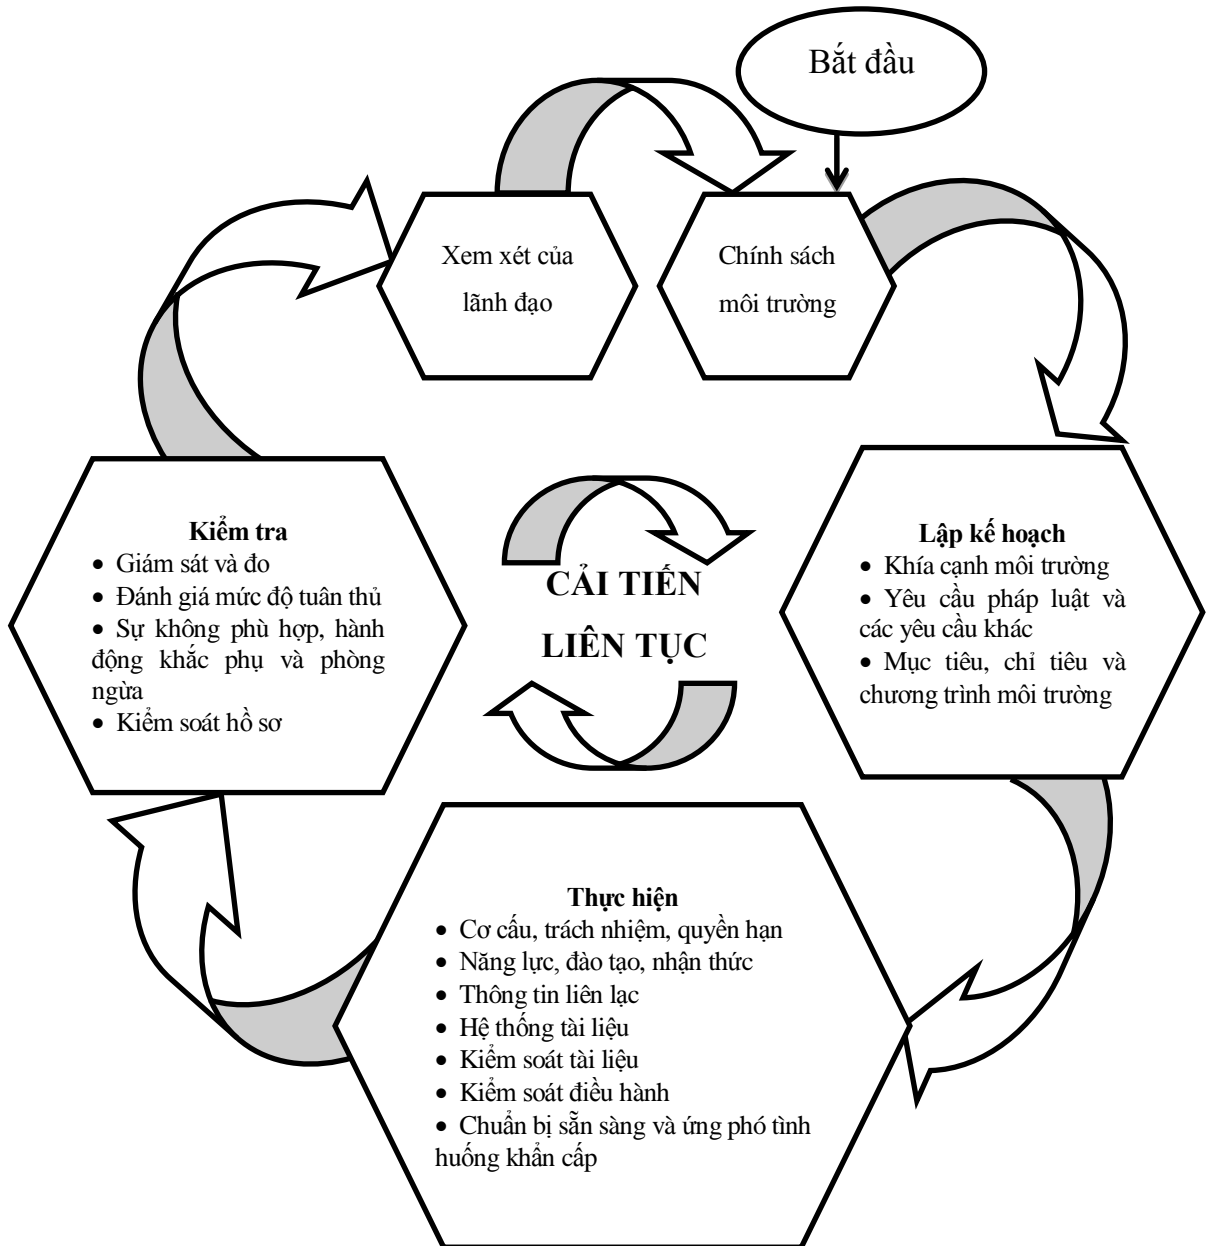 Bắt đầu
Xem xét của
lãnh đạo
Chính sách
môi trường
Kiểm tra
• Giám sát và đo
• Đánh giá mức độ tuân thủ
• Sự không phù hợp, hành
động khắc phụ và phòng
ngừa
• Kiểm soát hồ sơ
CẢI TIẾN
LIÊN TỤC
Lập kế hoạch
• Khía cạnh môi trường
• Yêu cầu pháp luật và
các yêu cầu khác
• Mục tiêu, chỉ tiêu và
chương trình môi trường
Thực hiện
• Cơ cấu, trách nhiệm, quyền hạn
• Năng lực, đào tạo, nhận thức
• Thông tin liên lạc
• Hệ thống tài liệu
• Kiểm soát tài liệu
• Kiểm soát điều hành
• Chuẩn bị sẵn sàng và ứng phó tình
huống khẩn cấp